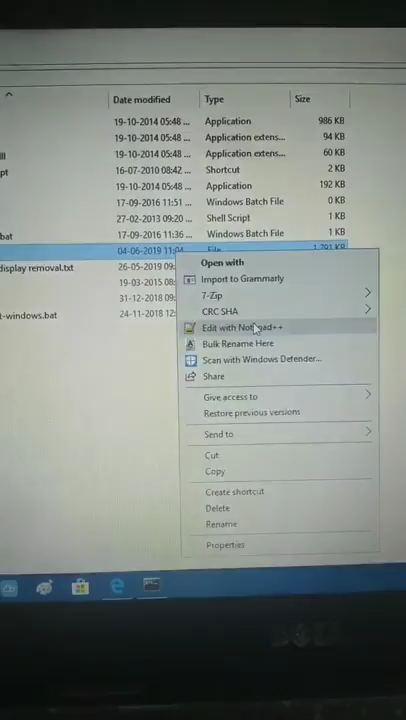 Date modified Type Size
19-10-2014 05:48 ... Application 986 KB
19-10-2014 05:48 ... Application extens... 94 KB
lll 19-10-2014 05:48 ... Application extens... 60 KB
pt 16-07-2010 08:42 ... Shortcut 2 KB
19-10-2014 05:48 ... Application 192 KB
17-09-2016 11:51 ... Windows Batch File 0 KB
27-02-2013 09:20 ... Shell Script 1 KB
bat 17-09-2016 11:36 ... Windows Batch File 1 KB
04-06-2019 11:04 File 1,791 KB
display removal.txt 26-05-2019 09:
19-03-2015 08:
31-12-2018 09:
t-windows.bat 24-11-2018 12:
Open with
Import to Grammarly
7-Zip
CRC SHA
Edit with Notepad++
Bulk Rename Here
Scan with Windows Defender...
Share
Give access to
Restore previous versions
Send to
Cut
Copy
Create shortcut
Delete
Rename
Properties
DELL